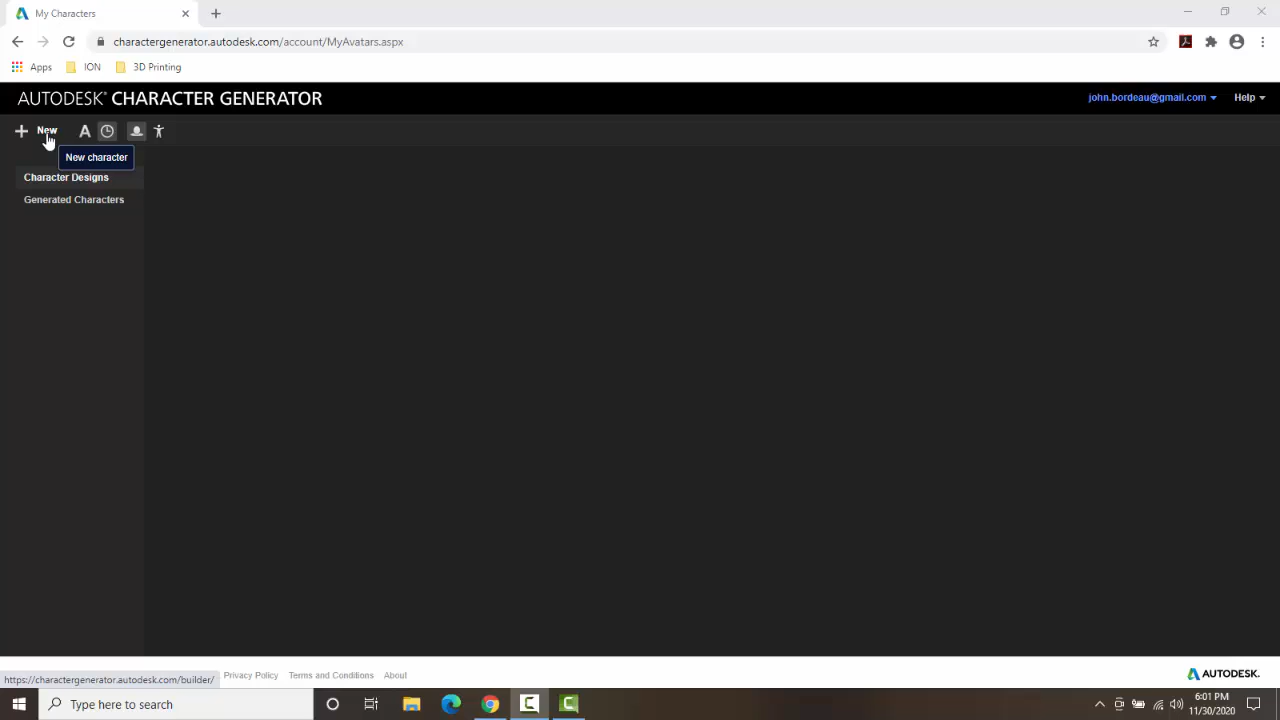 My Characters
charactergenerator.autodesk.com/account/MyAvatars.aspx
Apps ION 3D Printing
AUTODESK® CHARACTER GENERATOR
john.bordeau@gmail.com Help
New A
New character
Character Designs
Generated Characters
https://charactergenerator.autodesk.com/builder/ Privacy Policy Terms and Conditions About AUTODESK.
Type here to search
6:01 PM
11/30/2020